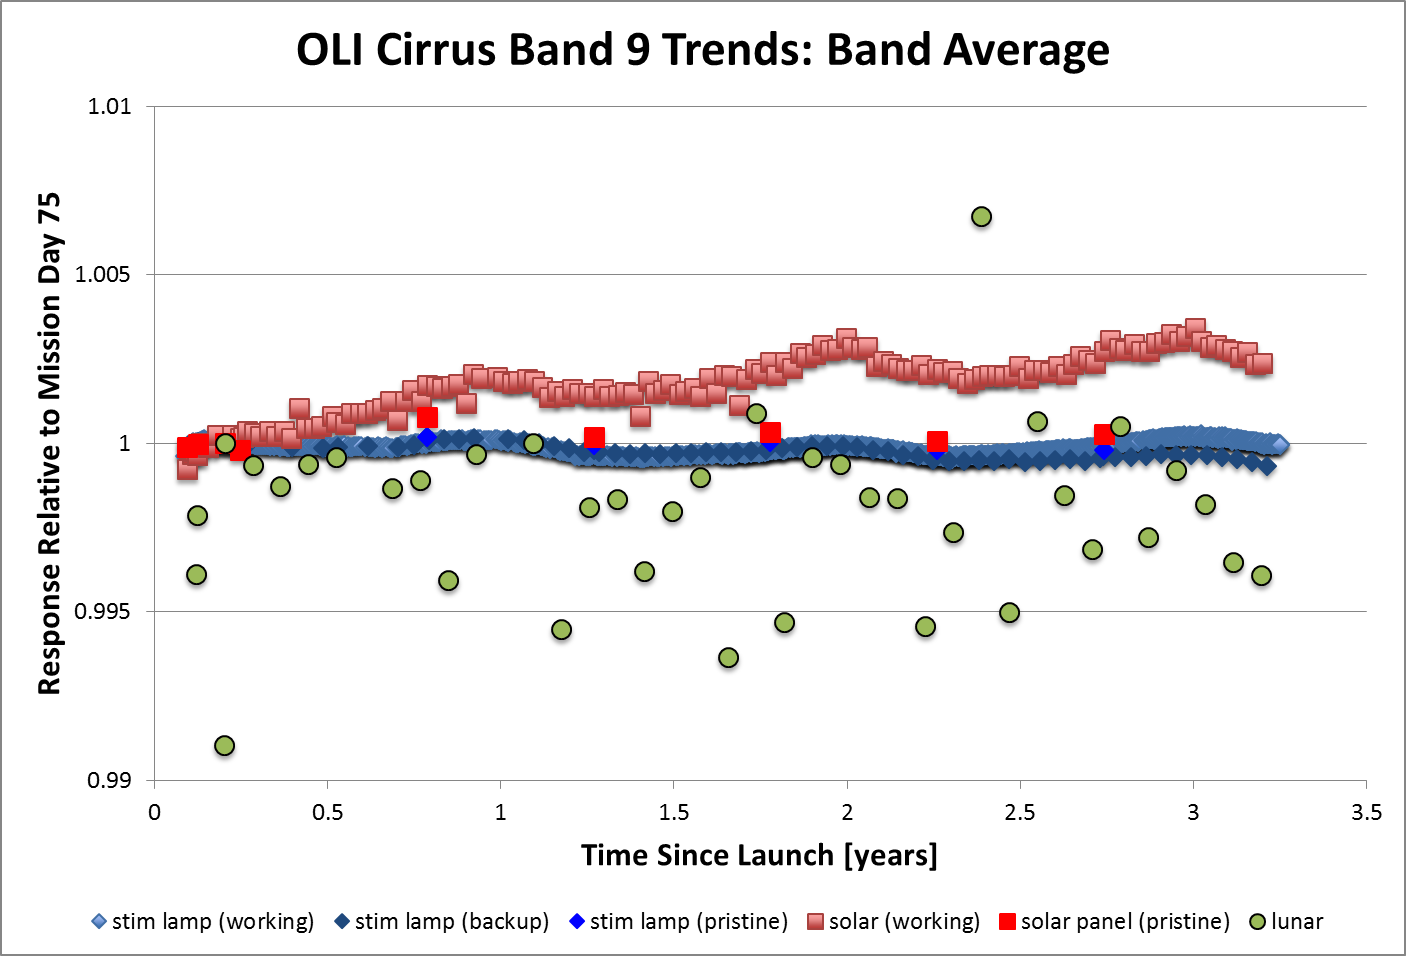 OLI Cirrus Band 9 Trends: Band Average
Response Relative to Mission Day 75
1.01
1.005
1
0.995
0.99
0 0.5 1 1.5 2 2.5 3 3.5
Time Since Launch [years]
stim lamp (working) stim lamp (backup) stim lamp (pristine) solar (working) solar panel (pristine) lunar